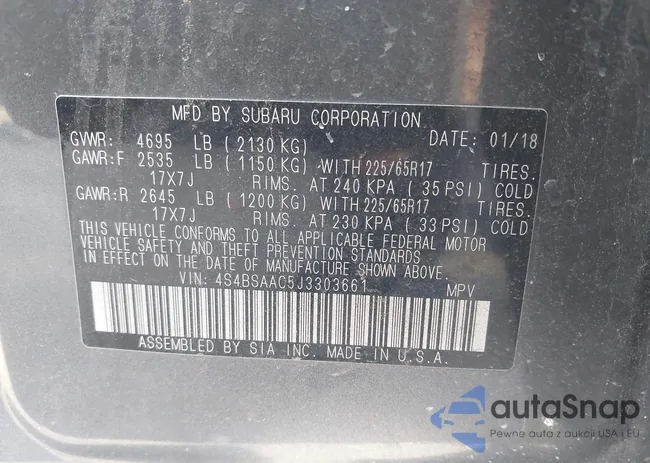 MFD BY SUBARU CORPORATION
GVWR: 4695 LB (2130 KG) DATE: 01/18
GAWR:F 2535 LB (1150 KG) WITH 225/65R17 TIRES.
17X7J RIMS. AT 240 KPA (35 PSI) COLD
GAWR:R 2645 LB (1200 KG) WITH 225/65R17 TIRES.
17X7J RIMS. AT 230 KPA (33 PSI) COLD
THIS VEHICLE CONFORMS TO ALL APPLICABLE FEDERAL MOTOR
VEHICLE SAFETY AND THEFT PREVENTION STANDARDS
IN EFFECT ON THE DATE OF MANUFACTURE SHOWN ABOVE.
VIN: 4S4BSAAC5J3303661 MPV
ASSEMBLED BY SIA INC. MADE IN U.S.A.
autaSnap
Pewne auta z aukcji USA i EU